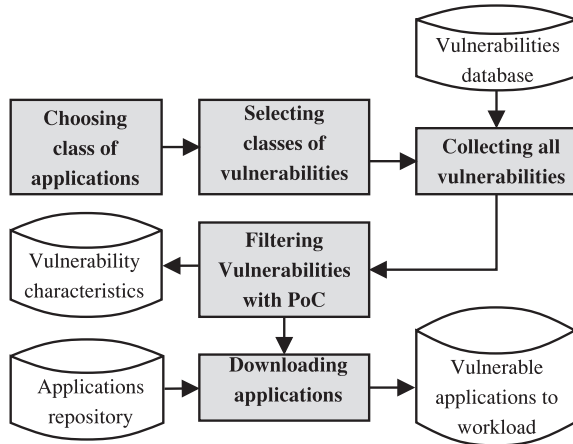 Vulnerabilities
database
Choosing
class of
applications
Selecting
classes of
vulnerabilities
Collecting all
vulnerabilities
Vulnerability
characteristics
Filtering
Vulnerabilities
with PoC
Applications
repository
Downloading
applications
Vulnerable
applications to
workload